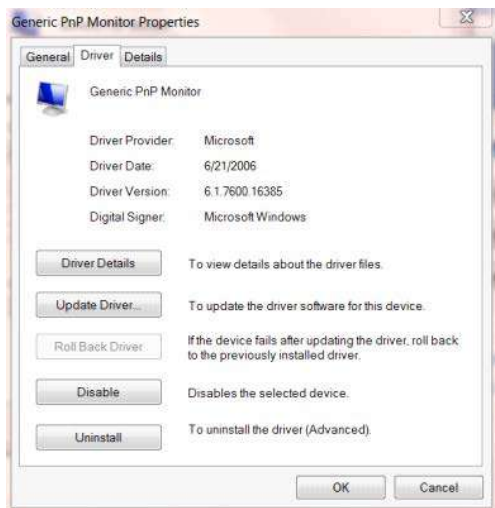 Generic PnP Monitor Properties
General Driver Details
Generic PnP Monitor
Driver Provider: Microsoft
Driver Date: 6/21/2006
Driver Version: 6.1.7600.16385
Digital Signer: Microsoft Windows
Driver Details To view details about the driver files.
Update Driver... To update the driver software for this device.
Roll Back Driver If the device fails after updating the driver, roll back
to the previously installed driver.
Disable Disables the selected device.
Uninstall To uninstall the driver (Advanced).
OK Cancel